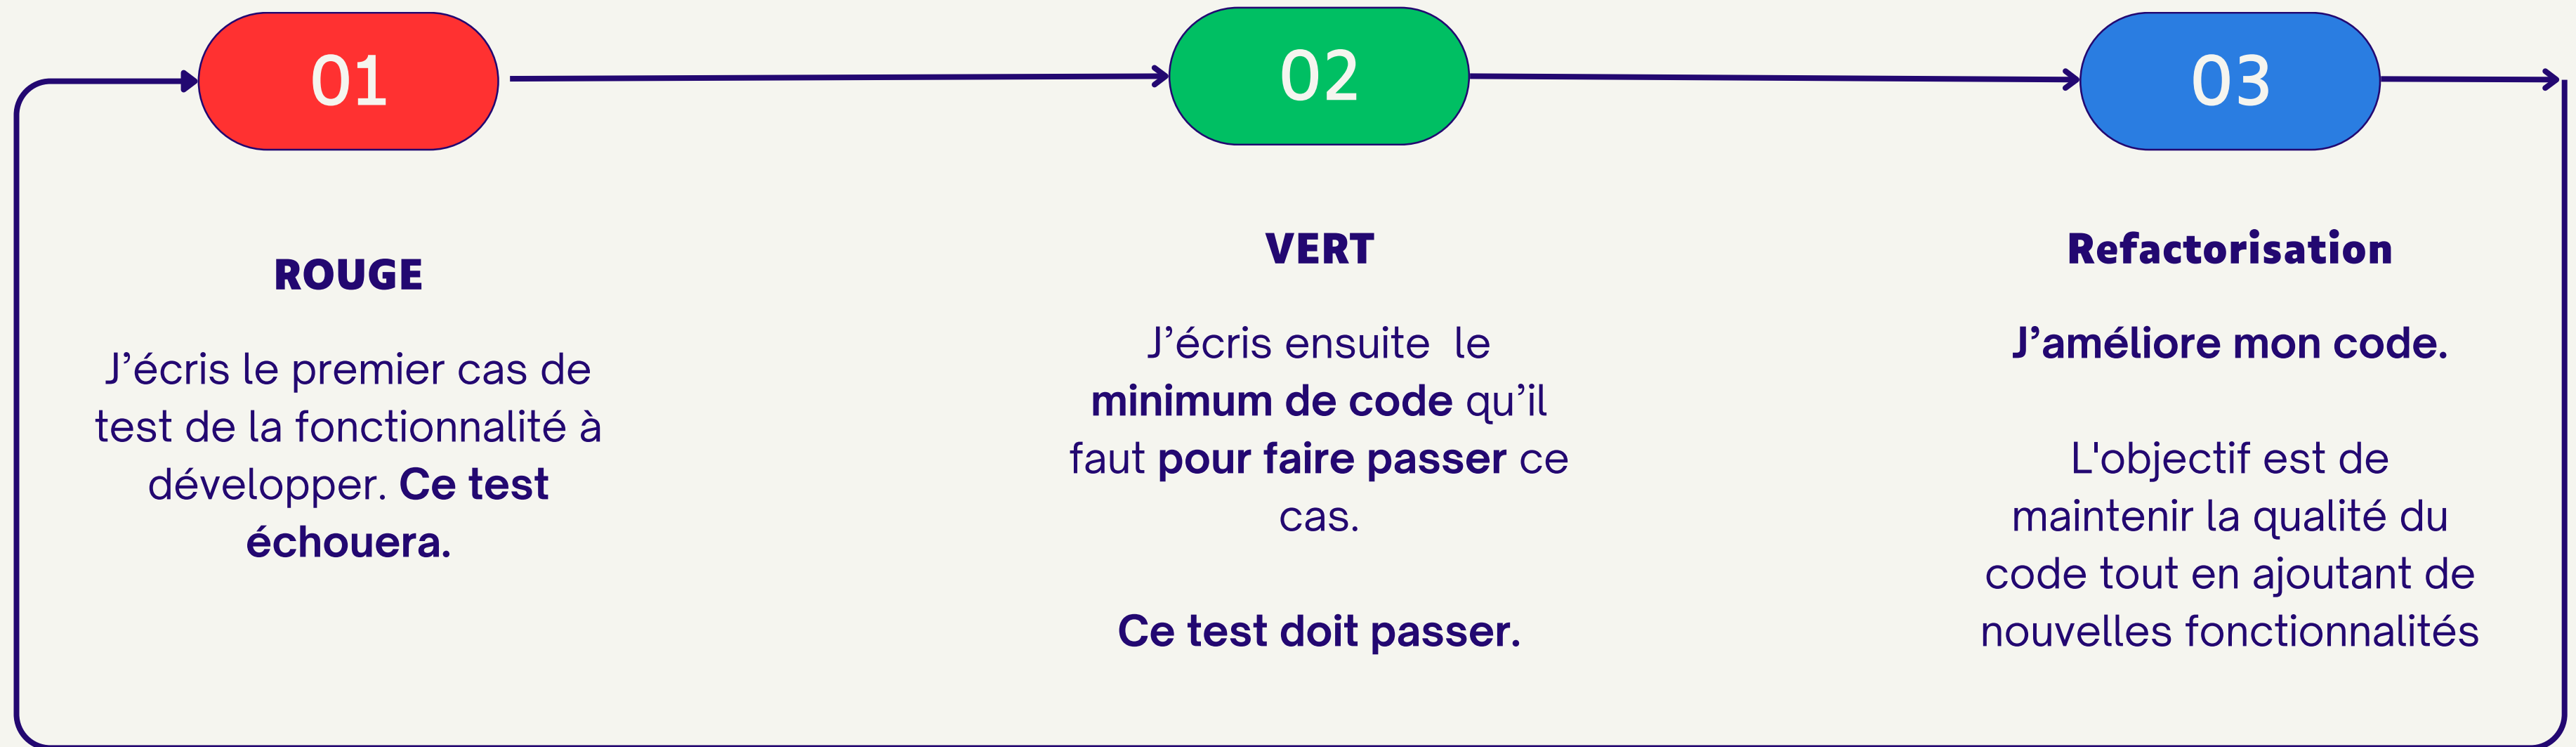 01
ROUGE
J’écris le premier cas de
test de la fonctionnalité à
développer. Ce test
échouera.
02
VERT
J’écris ensuite  le
minimum de code qu’il
faut pour faire passer ce
cas.
Ce test doit passer.
03
Refactorisation
J’améliore mon code.
L'objectif est de
maintenir la qualité du
code tout en ajoutant de
nouvelles fonctionnalités